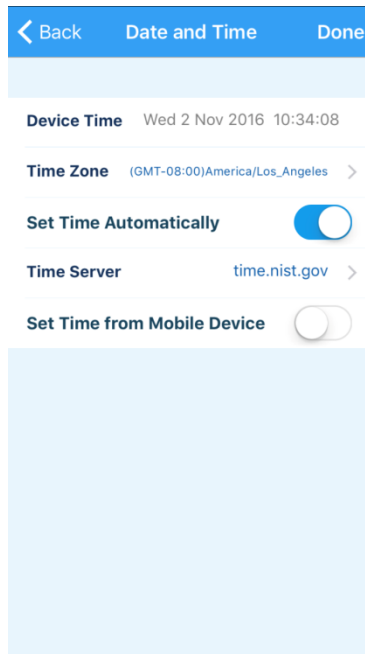 Back Date and Time Done
Device Time Wed 2 Nov 2016 10:34:08
Time Zone (GMT-08:00)America/Los_Angeles
Set Time Automatically
Time Server time.nist.gov
Set Time from Mobile Device